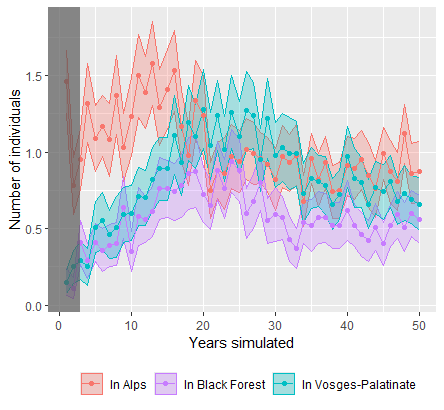 Number of individuals
1.5
1.0
0.5
0.0
0 10 20 30 40 50
Years simulated
In Alps In Black Forest In Vosges-Palatinate